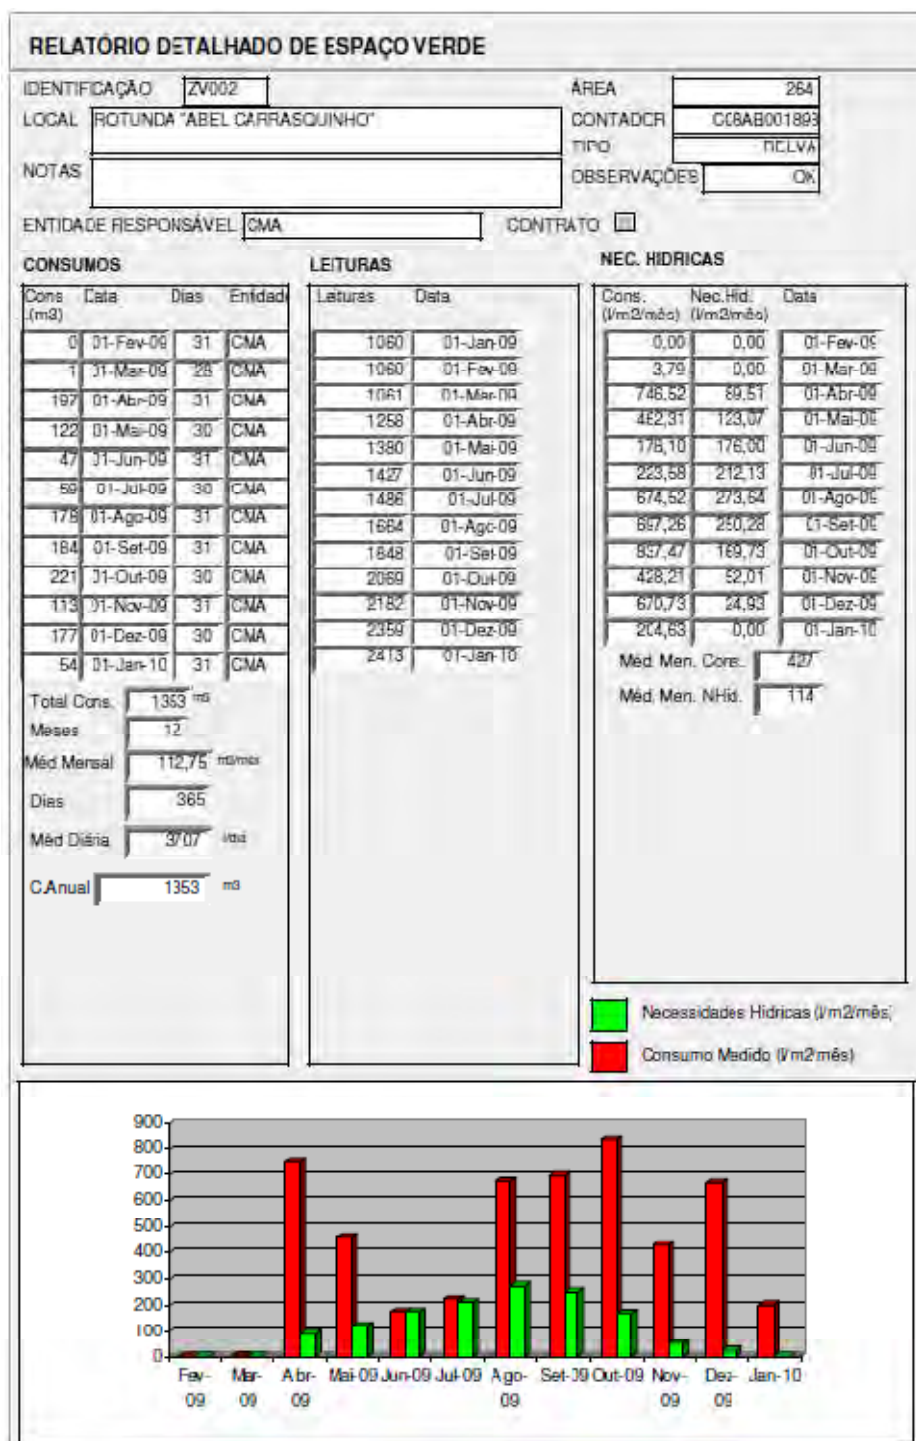 RELATÓRIO DETALHADO DE ESPAÇO VERDE
IDENTIFICAÇÃO ZV002 ÁREA 264
LOCAL ROTUNDA "ABEL CARRASQUINHO" CONTADOR C08AB001893
TIPO RELVA
NOTAS OBSERVAÇÕES OK
ENTIDADE RESPONSÁVEL CMA CONTRATO
CONSUMOS LEITURAS NEC. HIDRICAS
Cons .(m3) Data Dias Entidade
0 01-Fev-09 31 CMA
1 01-Mar-09 28 CMA
197 01-Abr-09 31 CMA
122 01-Mai-09 30 CMA
47 01-Jun-09 31 CMA
59 01-Jul-09 30 CMA
178 01-Ago-09 31 CMA
184 01-Set-09 31 CMA
221 01-Out-09 30 CMA
113 01-Nov-09 31 CMA
177 01-Dez-09 30 CMA
54 01-Jan-10 31 CMA
Total Cons. 1353 m3
Meses 12
Méd Mensal 112,75 m3/mês
Dias 365
Méd Diária 3707 l/dia
C.Anual 1353 m3
Leituras Data
1060 01-Jan-09
1060 01-Fev-09
1061 01-Mar-09
1258 01-Abr-09
1380 01-Mai-09
1427 01-Jun-09
1486 01-Jul-09
1664 01-Ago-09
1848 01-Set-09
2069 01-Out-09
2182 01-Nov-09
2359 01-Dez-09
2413 01-Jan-10
Cons. Nec.Hid. Data
(l/m2/mês) (l/m2/mês)
0,00 0,00 01-Fev-09
3,79 0,00 01-Mar-09
746,52 89,51 01-Abr-09
462,31 123,07 01-Mai-09
178,10 176,00 01-Jun-09
223,58 212,13 01-Jul-09
674,52 273,64 01-Ago-09
697,26 250,28 01-Set-09
837,47 169,73 01-Out-09
428,21 52,01 01-Nov-09
670,73 24,93 01-Dez-09
204,63 0,00 01-Jan-10
Méd. Men. Cons. 427
Méd. Men. NHid. 114
Necessidades Hidricas (l/m2/mês)
Consumo Medido (l/m2/mês)
900
800
700
600
500
400
300
200
100
0
Fev-09 Mar-09 Abr-09 Mai-09 Jun-09 Jul-09 Ago-09 Set-09 Out-09 Nov-09 Dez-09 Jan-10